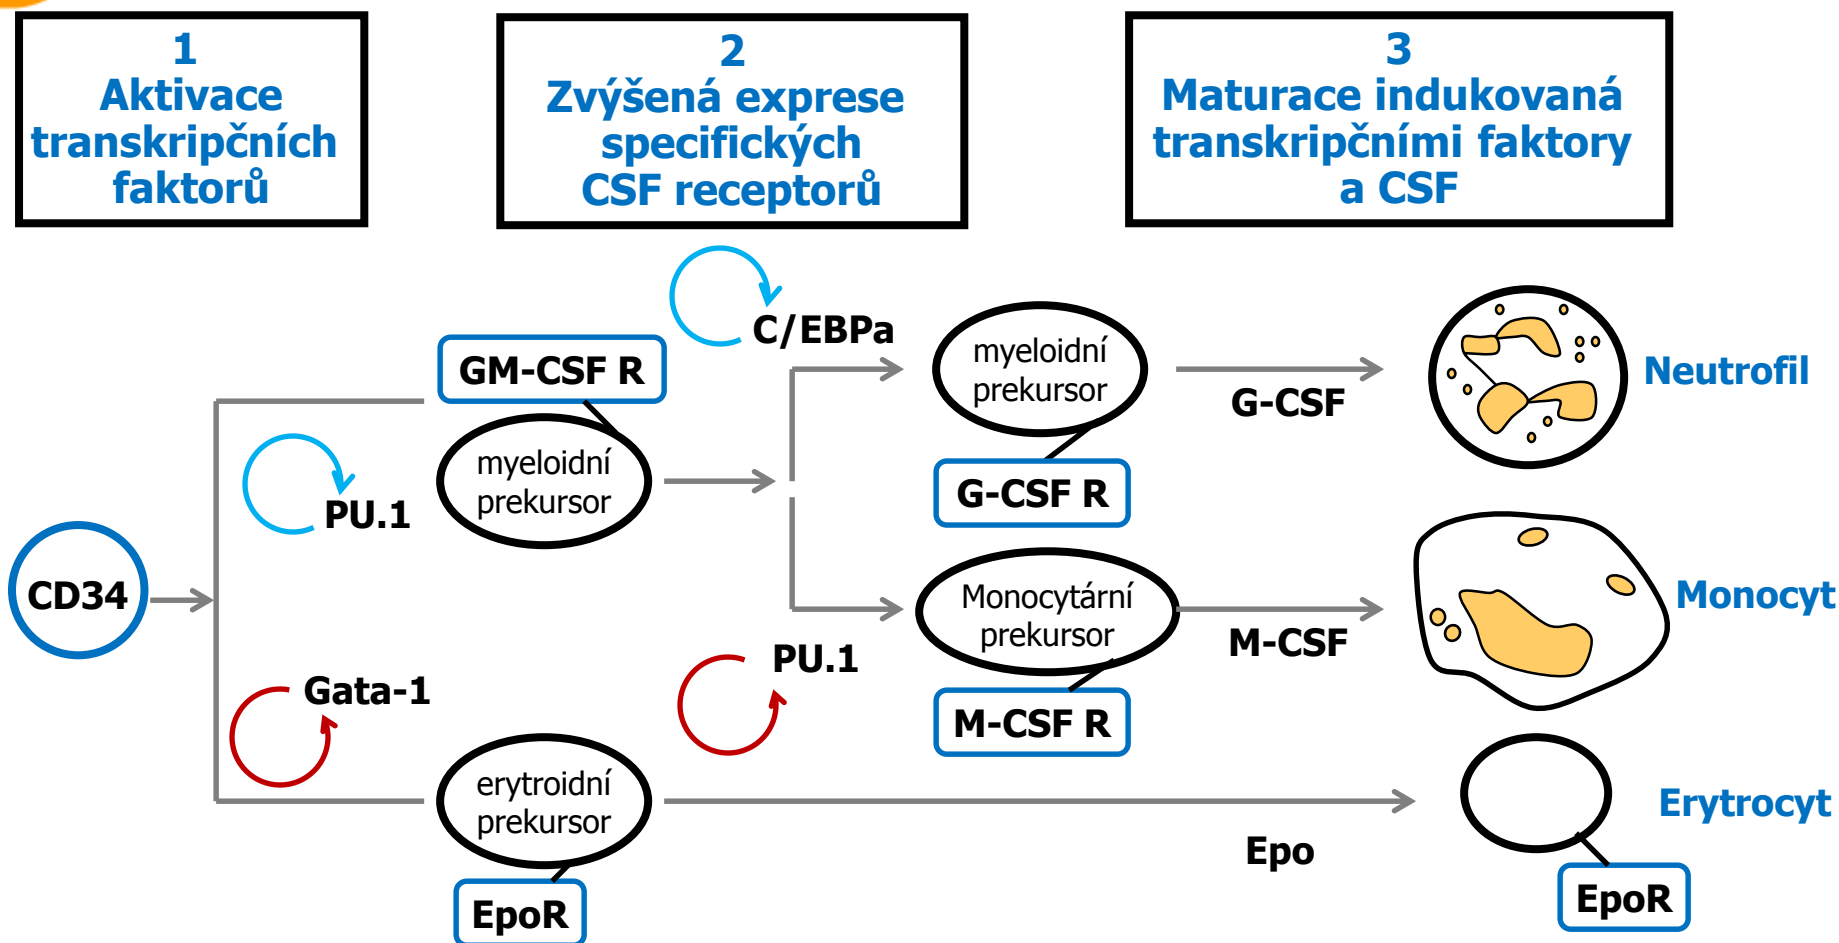 1
Aktivace
transkripčních
faktorů
2
Zvýšená exprese
specifických
CSF receptorů
3
Maturace indukovaná
transkripčními faktory
a CSF
C/EBPa
GM-CSF R
myeloidní
prekursor
G-CSF
Neutrofil
myeloidní
prekursor
PU.1
G-CSF R
CD34
Monocytární
prekursor
M-CSF
Monocyt
Gata-1
PU.1
M-CSF R
erytroidní
prekursor
Epo
Erytrocyt
EpoR
EpoR